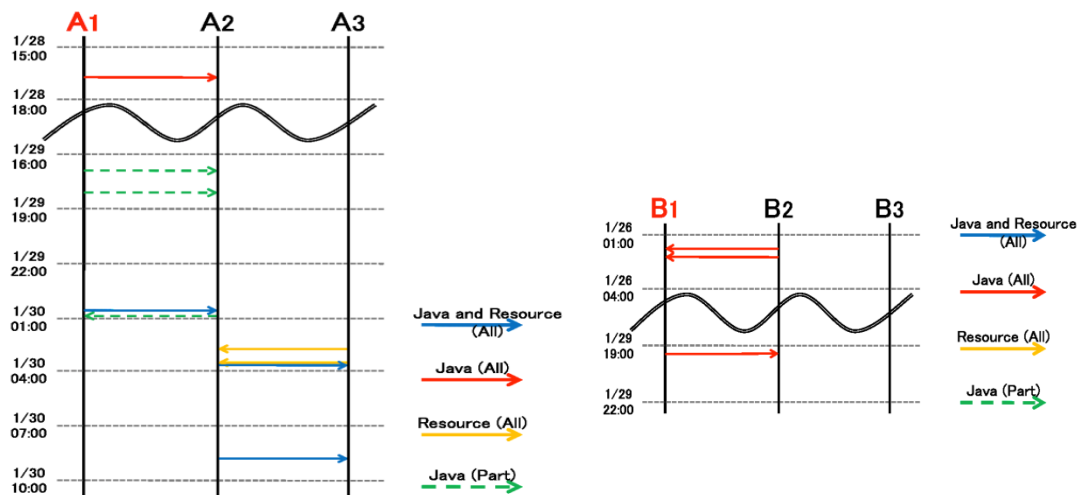 A1 A2 A3
1/28
15:00
1/28
18:00
1/29
16:00
1/29
19:00
1/29
22:00
1/30
01:00
1/30
04:00
1/30
07:00
1/30
10:00
Java and Resource
(All)
Java (All)
Resource (All)
Java (Part)
B1 B2 B3
1/26
01:00
1/26
04:00
1/29
19:00
1/29
22:00
Java and Resource
(All)
Java (All)
Resource (All)
Java (Part)